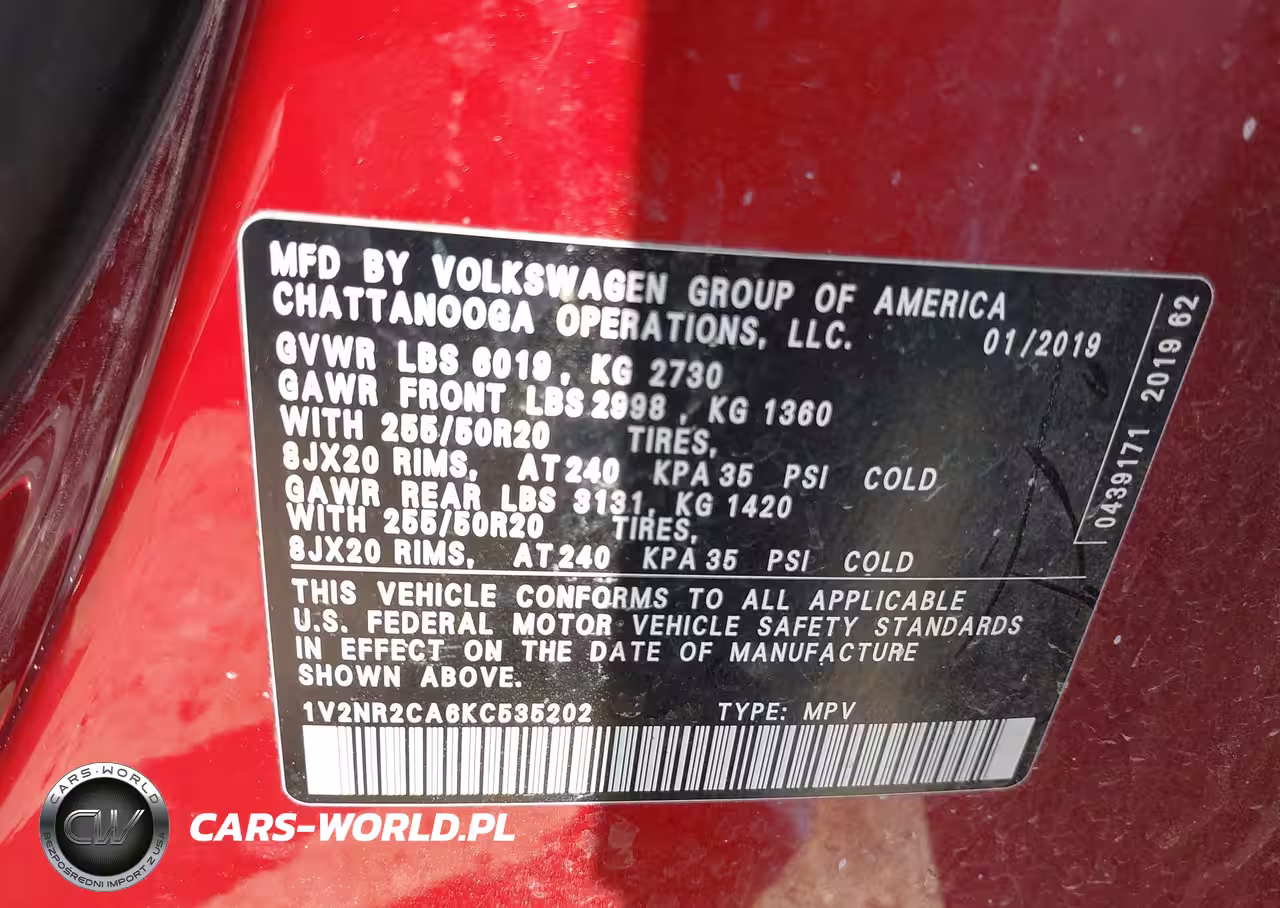 MFD BY VOLKSWAGEN GROUP OF AMERICA
CHATTANOOGA OPERATIONS, LLC.
01/2019
GVWR LBS 6019, KG 2730
GAWR FRONT LBS 2998, KG 1360
WITH 255/50R20 TIRES,
8JX20 RIMS, AT 240 KPA 35 PSI COLD
GAWR REAR LBS 3131, KG 1420
WITH 255/50R20 TIRES,
8JX20 RIMS, AT 240 KPA 35 PSI COLD
THIS VEHICLE CONFORMS TO ALL APPLICABLE
U.S. FEDERAL MOTOR VEHICLE SAFETY STANDARDS
IN EFFECT ON THE DATE OF MANUFACTURE
SHOWN ABOVE.
1V2NR2CA6KC535202 TYPE: MPV
0439171 2019 62
CARS-WORLD
CW
BEZPOŚREDNI IMPORT Z USA
CARS-WORLD.PL